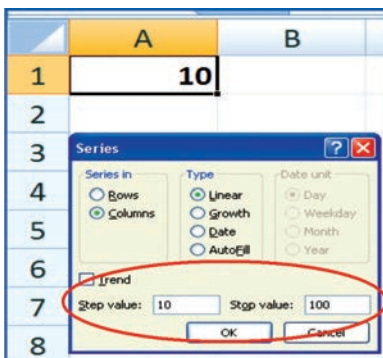 A B
1 10
2
3
4
5
6
7
8
Series
Series in Type Date unit
Rows Linear Day
Columns Growth Weekday
Date Month
AutoFill Year
Trend
Step value: 10 Stop value: 100
OK Cancel